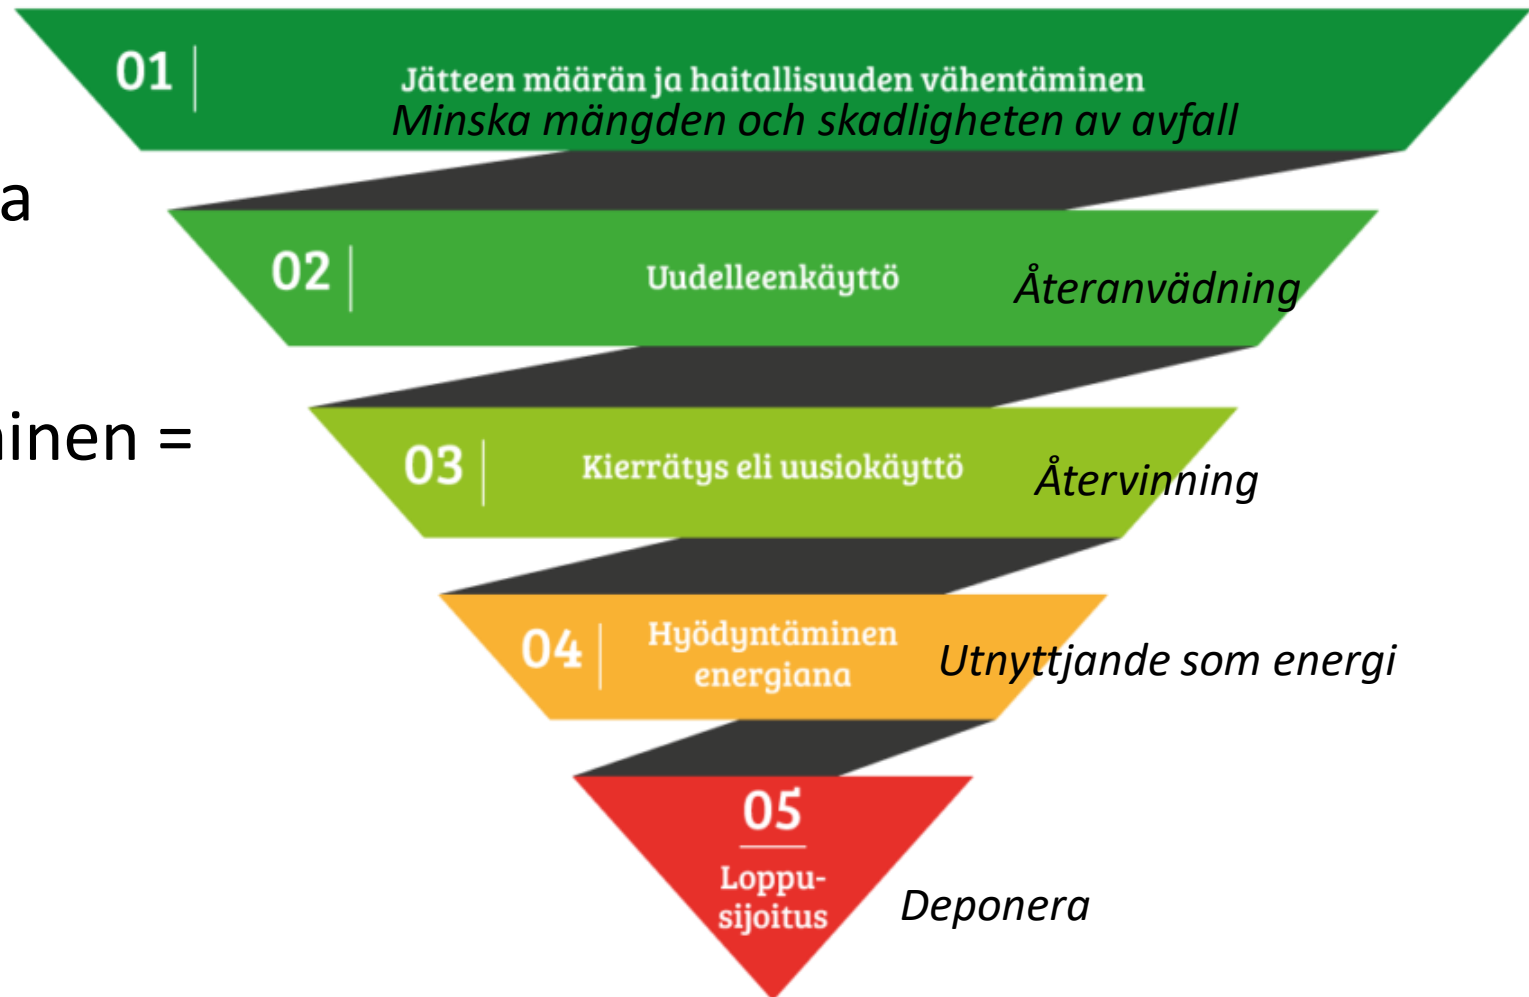 01
Jätteen määrän ja haitallisuuden vähentäminen
Minska mängden och skadligheten av avfall
a
02
Uudelleenkäyttö
Återanvädning
inen =
03
Kierrätys eli uusiokäyttö
Återvinning
04
Hyödyntäminen
energiana
Utnyttjande som energi
05
Loppu-
sijoitus
Deponera